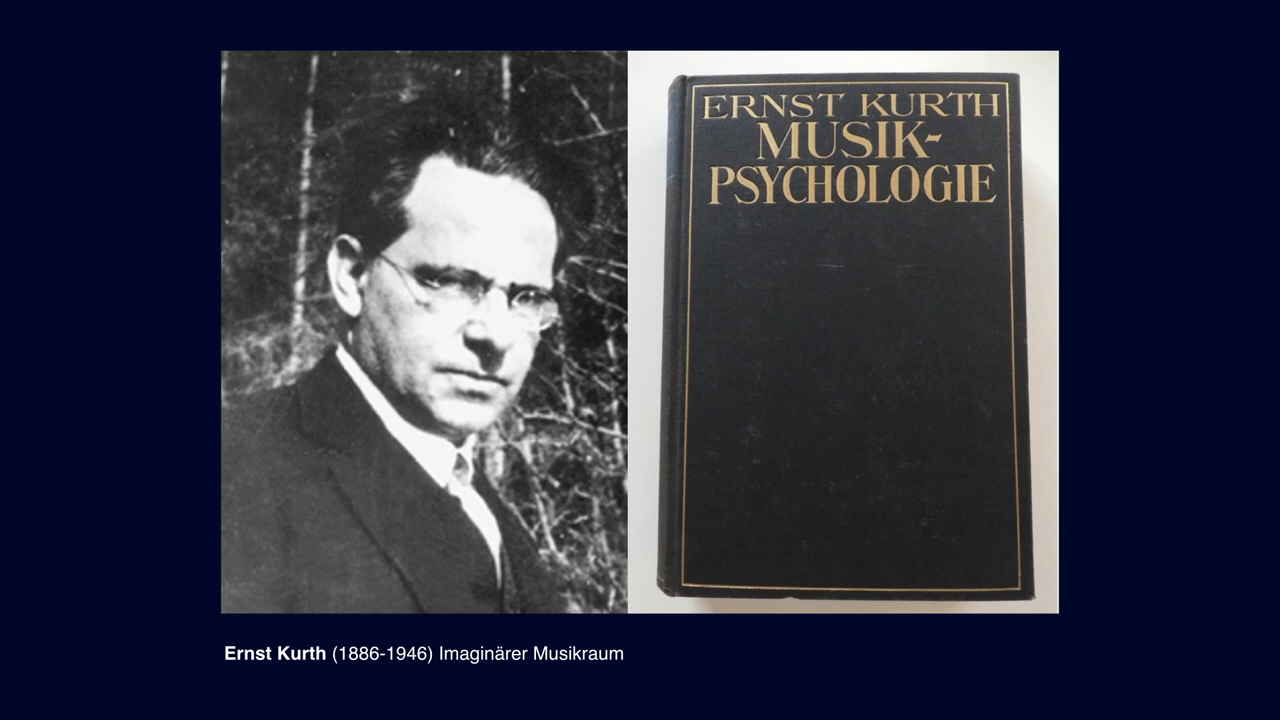 ERNST KURTH
MUSIK-
PSYCHOLOGIE
Ernst Kurth (1886-1946) Imaginärer Musikraum